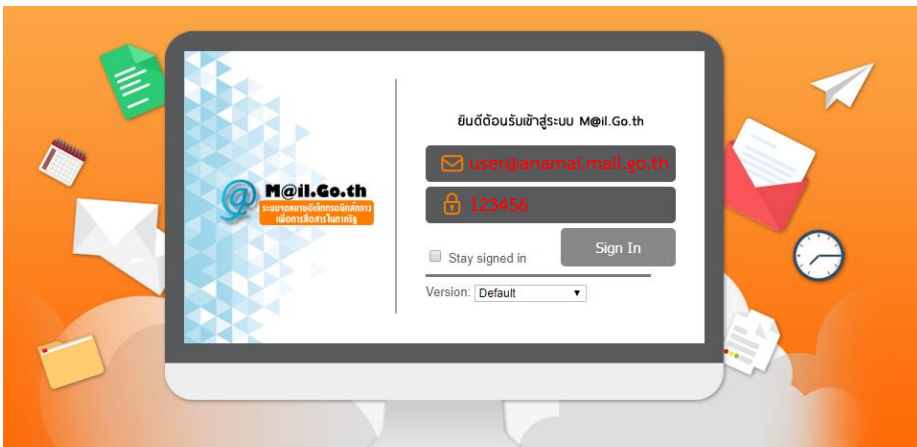 ยินดีต้อนรับเข้าสู่ระบบ M@il.Go.th
user@anamai.mail.go.th
M@il.Go.th
ระบบจดหมายอิเล็กทรอนิกส์กลาง
เพื่อการสื่อสารในภาครัฐ
123456
Stay signed in
Sign In
Version: Default